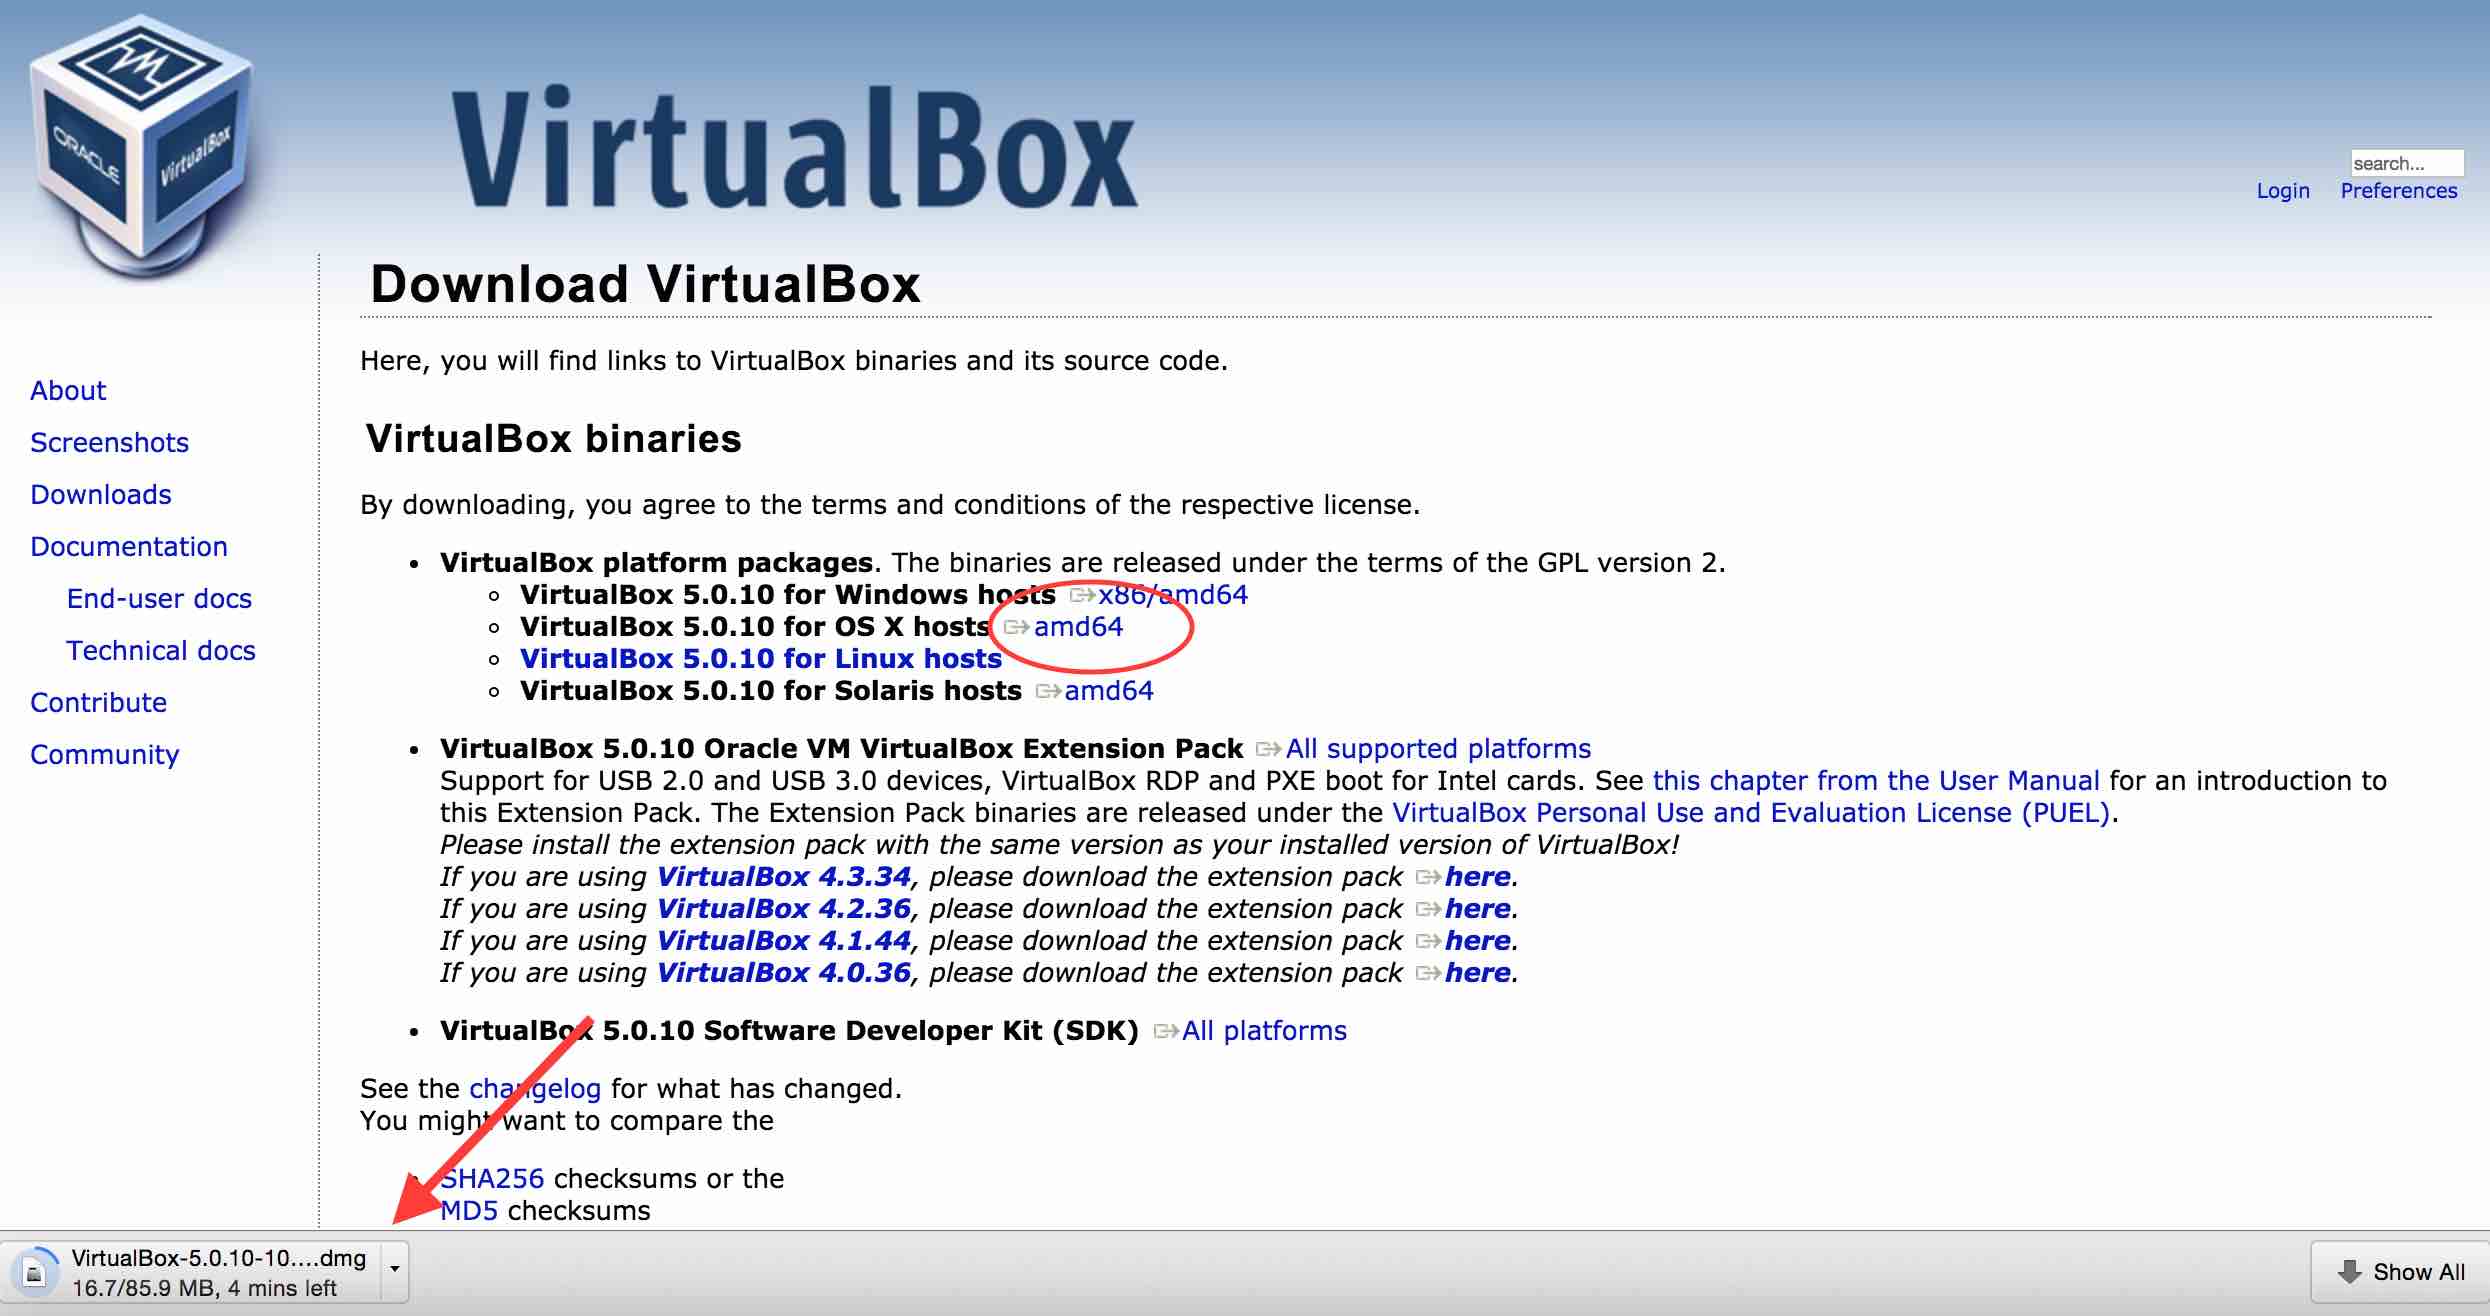 ORACLE
VirtualBox
VirtualBox
search...
Login Preferences
Download VirtualBox
Here, you will find links to VirtualBox binaries and its source code.
About
Screenshots
Downloads
Documentation
End-user docs
Technical docs
Contribute
Community
VirtualBox binaries
By downloading, you agree to the terms and conditions of the respective license.
• VirtualBox platform packages. The binaries are released under the terms of the GPL version 2.
VirtualBox 5.0.10 for Windows hosts x86/amd64
VirtualBox 5.0.10 for OS X hosts amd64
VirtualBox 5.0.10 for Linux hosts
VirtualBox 5.0.10 for Solaris hosts amd64
• VirtualBox 5.0.10 Oracle VM VirtualBox Extension Pack All supported platforms
Support for USB 2.0 and USB 3.0 devices, VirtualBox RDP and PXE boot for Intel cards. See this chapter from the User Manual for an introduction to
this Extension Pack. The Extension Pack binaries are released under the VirtualBox Personal Use and Evaluation License (PUEL).
Please install the extension pack with the same version as your installed version of VirtualBox!
If you are using VirtualBox 4.3.34, please download the extension pack here.
If you are using VirtualBox 4.2.36, please download the extension pack here.
If you are using VirtualBox 4.1.44, please download the extension pack here.
If you are using VirtualBox 4.0.36, please download the extension pack here.
• VirtualBox 5.0.10 Software Developer Kit (SDK) All platforms
See the changelog for what has changed.
You might want to compare the
• SHA256 checksums or the
MD5 checksums
VirtualBox-5.0.10-10....dmg
16.7/85.9 MB, 4 mins left
Show All